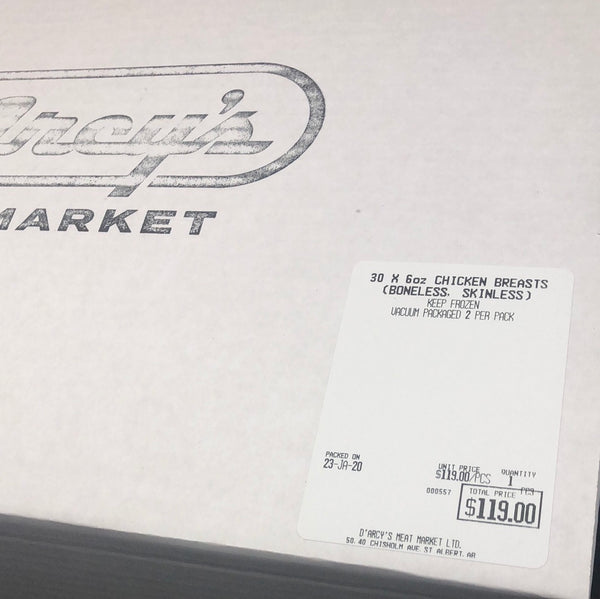 arcy's
MARKET
30 X 6oz CHICKEN BREASTS
(BONELESS, SKINLESS)
KEEP FROZEN
VACUUM PACKAGED 2 PER PACK
PACKED ON
23-JA-20
UNIT PRICE
$119.00/PCS
QUANTITY
1
PCS
000557
TOTAL PRICE
$119.00
D'ARCY'S MEAT MARKET LTD.
50, 40 CHISHOLM AVE ST ALBERT, AB